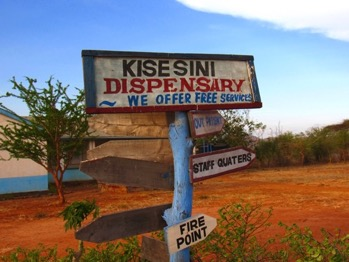 KISESINI
DISPENSARY
~ WE OFFER FREE SERVICES
STAFF QUATERS
FIRE
POINT